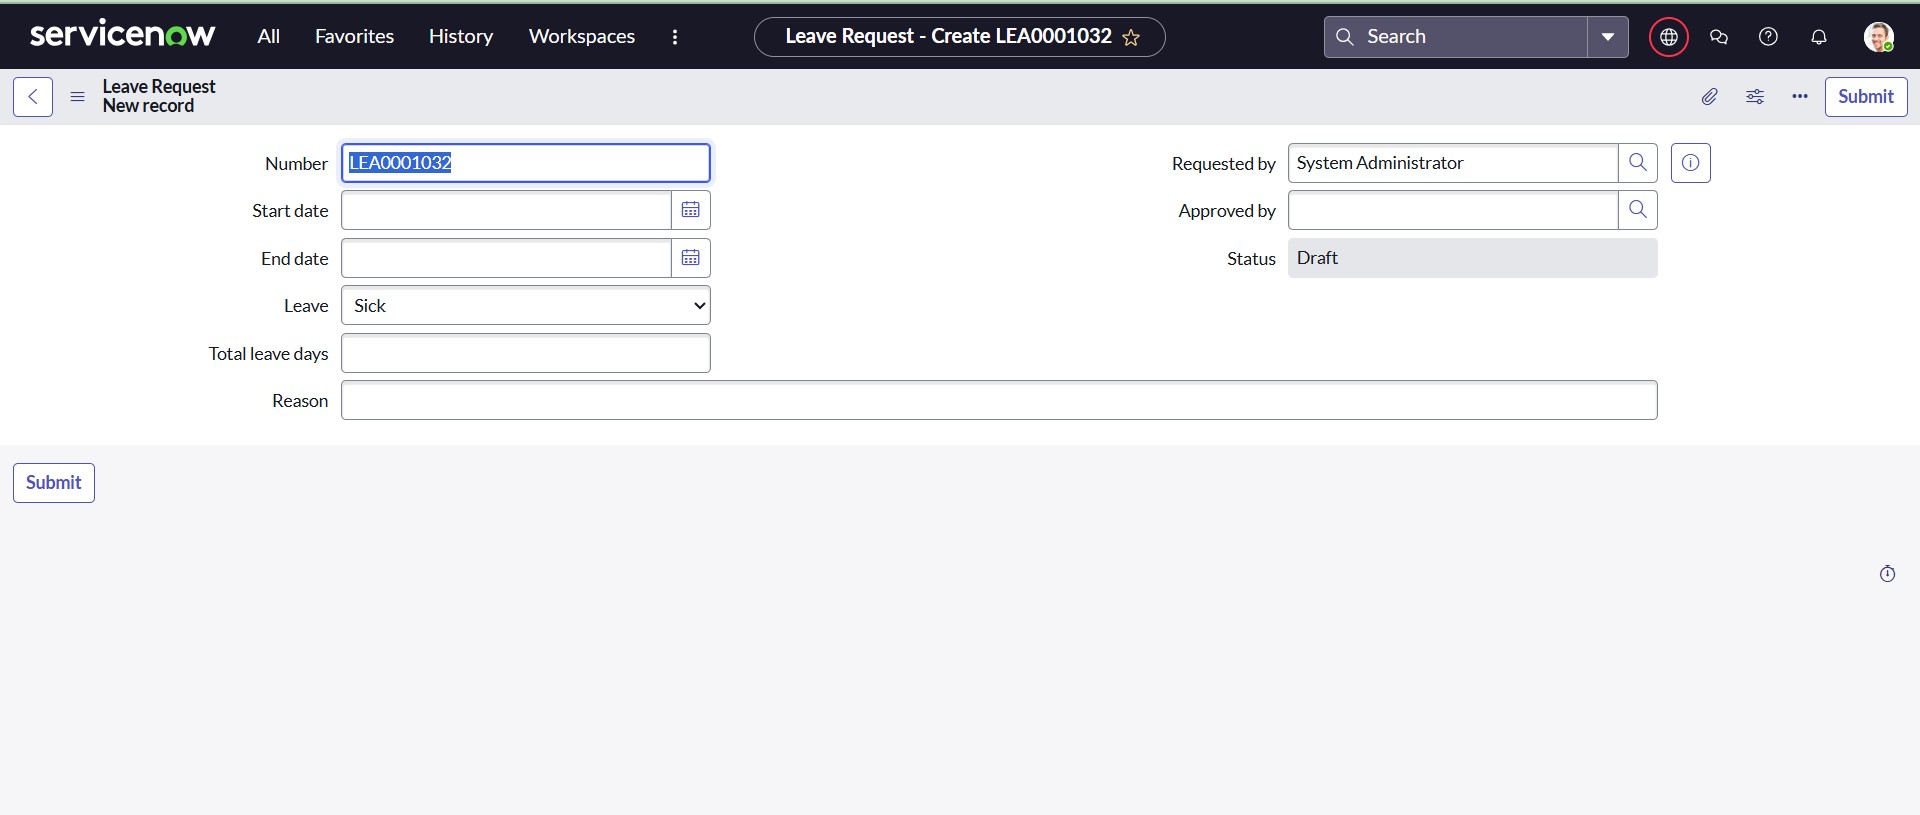 servicenow All Favorites History Workspaces Leave Request - Create LEA0001032 Search
Leave Request
New record
Submit
Number LEA0001032
Start date
End date
Leave Sick
Total leave days
Reason
Requested by System Administrator
Approved by
Status Draft
Submit